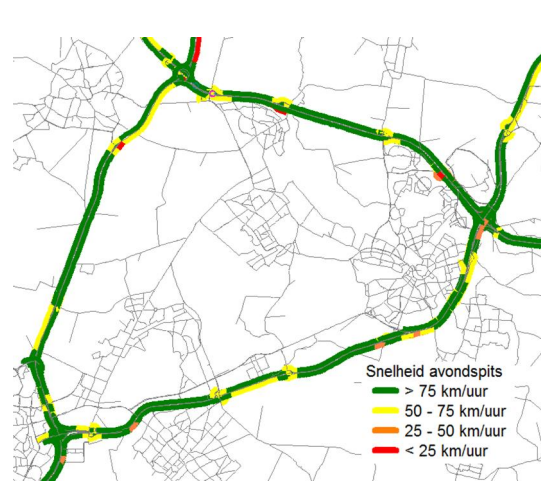 Snelheid avondspits
> 75 km/uur
50 - 75 km/uur
25 - 50 km/uur
< 25 km/uur